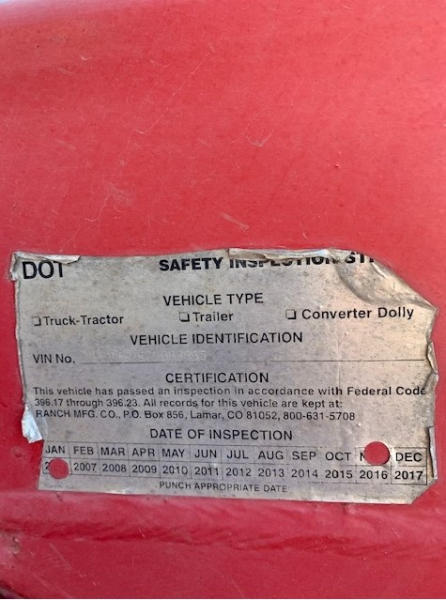 DOT SAFETY INSPECTION
VEHICLE TYPE
Truck-Tractor Trailer Converter Dolly
VEHICLE IDENTIFICATION
VIN No.
CERTIFICATION
This vehicle has passed an inspection in accordance with Federal Code
396.17 through 396.23. All records for this vehicle are kept at:
RANCH MFG. CO., P.O. Box 856, Lamar, CO 81052, 800-631-5708
DATE OF INSPECTION
JAN FEB MAR APR MAY JUN JUL AUG SEP OCT DEC
2007 2008 2009 2010 2011 2012 2013 2014 2015 2016 2017
PUNCH APPROPRIATE DATE